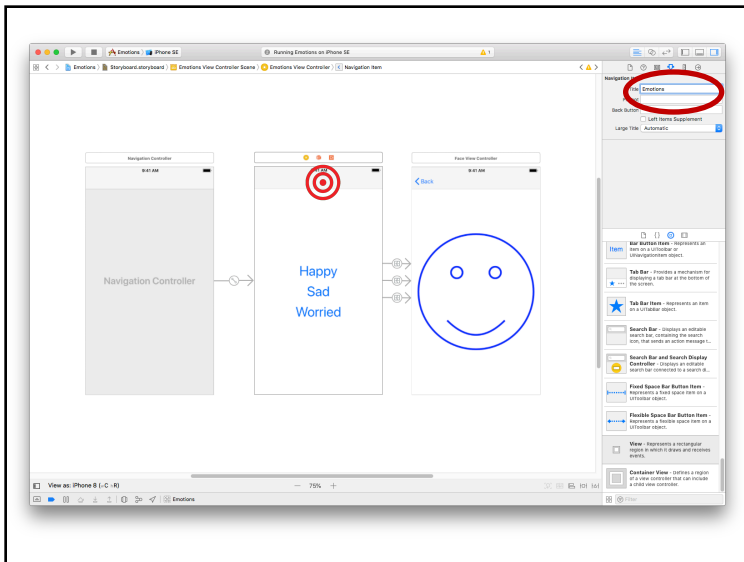 Emotions
iPhone SE
Running Emotions on iPhone SE
1
Emotions
Storyboard.storyboard
Emotions View Controller Scene
Emotions View Controller
Navigation Item
Title
Emotions
Back Button
Left Items Supplement
Large Title
Automatic
Navigation Controller
9:41 AM
Navigation Controller
Happy
Sad
Worried
Face View Controller
9:41 AM
Back
Item
Bar Button Item - Represents an
item on a UIToolbar or
UINavigationItem object.
Tab Bar - Provides a mechanism for
displaying a tab bar at the bottom of
the screen.
Tab Bar Item - Represents an item
on a UITabBar object.
Search Bar - Displays an editable
search bar, containing the search
icon, that sends an action message t...
Search Bar and Search Display
Controller - Displays an editable
search bar connected to a search di...
Fixed Space Bar Button Item -
Represents a fixed space item on a
UIToolbar object.
Flexible Space Bar Button Item -
Represents a flexible space item on a
UIToolbar object.
View - Represents a rectangular
region in which it draws and receives
events.
Container View - Defines a region
of a view controller that can include
a child view controller.
View as: iPhone 8 (wC hR)
75%
Emotions
Filter